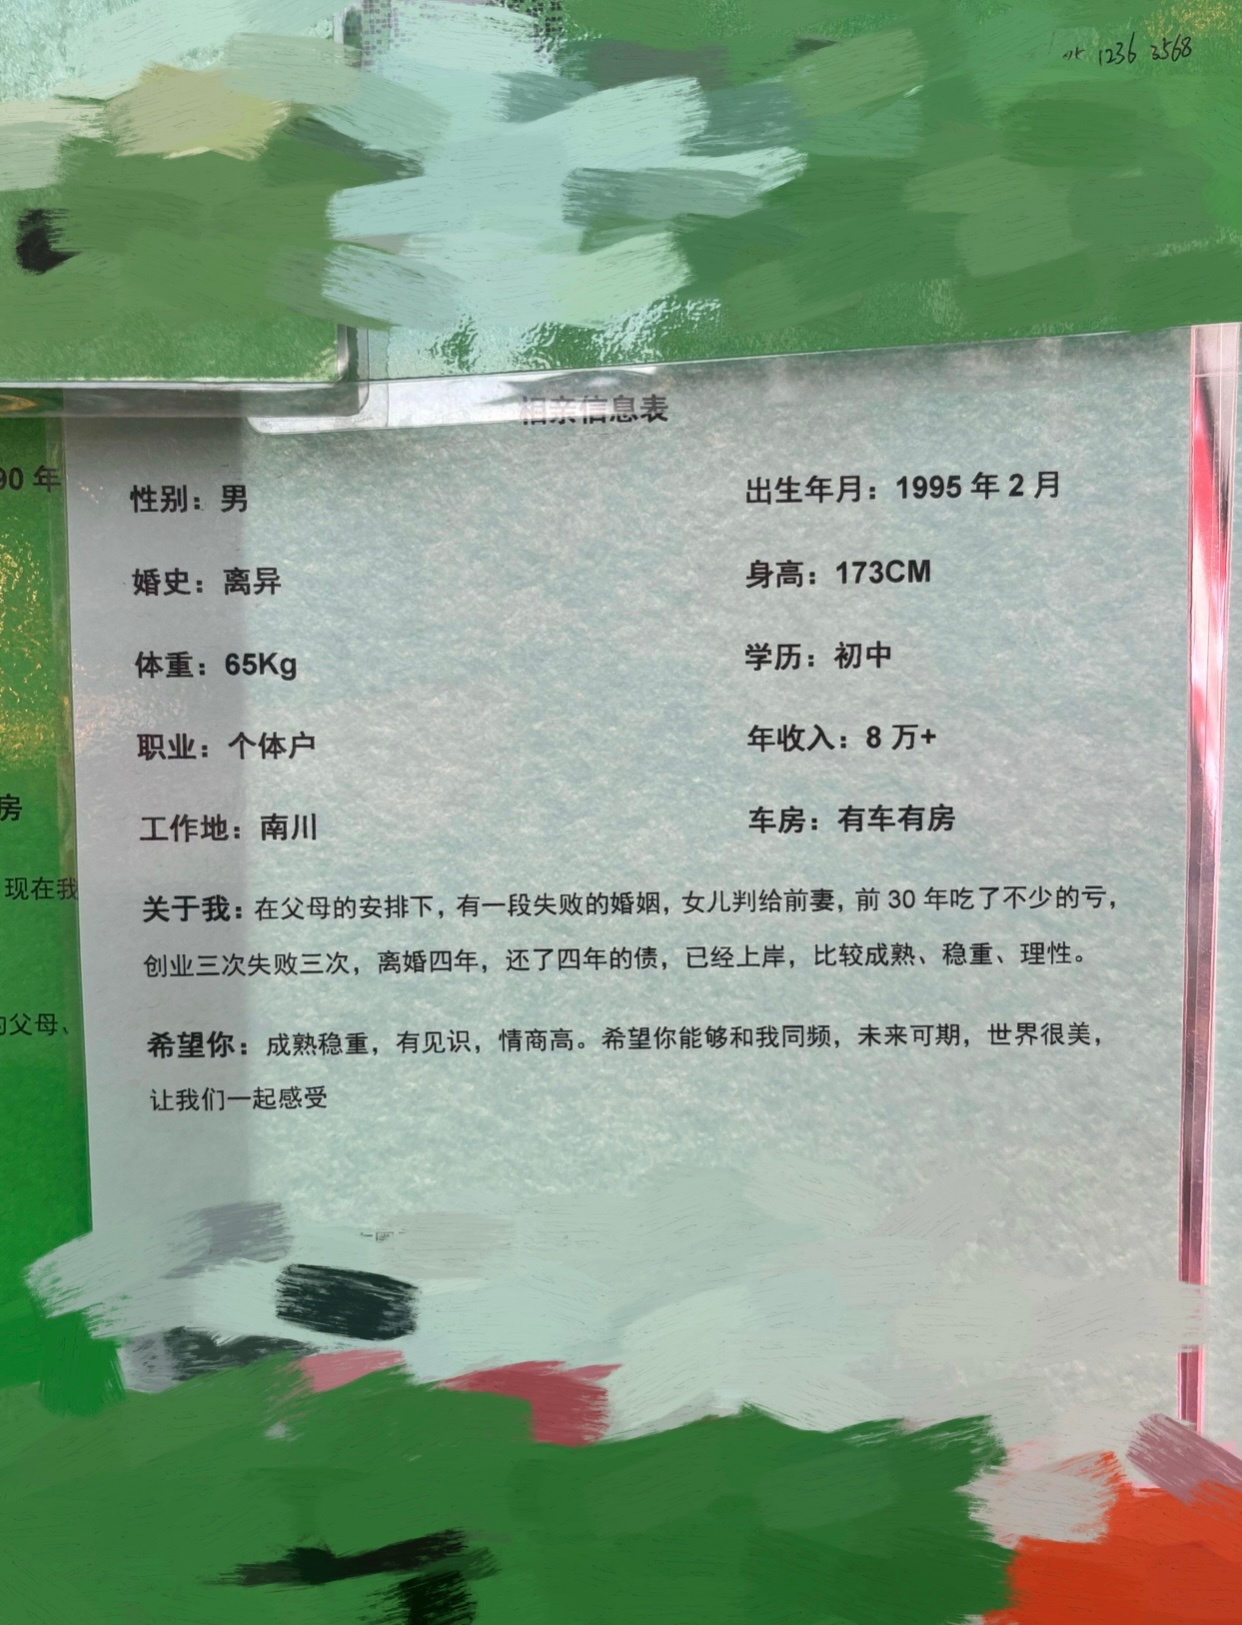 1236 3568
相亲信息表
90 年
性别：男
出生年月：1995 年 2 月
婚史：离异
身高：173CM
体重：65Kg
学历：初中
职业：个体户
年收入：8 万+
工作地：南川
车房：有车有房
房
现在我
关于我：在父母的安排下，有一段失败的婚姻，女儿判给前妻，前 30 年吃了不少的亏，
创业三次失败三次，离婚四年，还了四年的债，已经上岸，比较成熟、稳重、理性。
的父母、
希望你：成熟稳重，有见识，情商高。希望你能够和我同频，未来可期，世界很美，
让我们一起感受